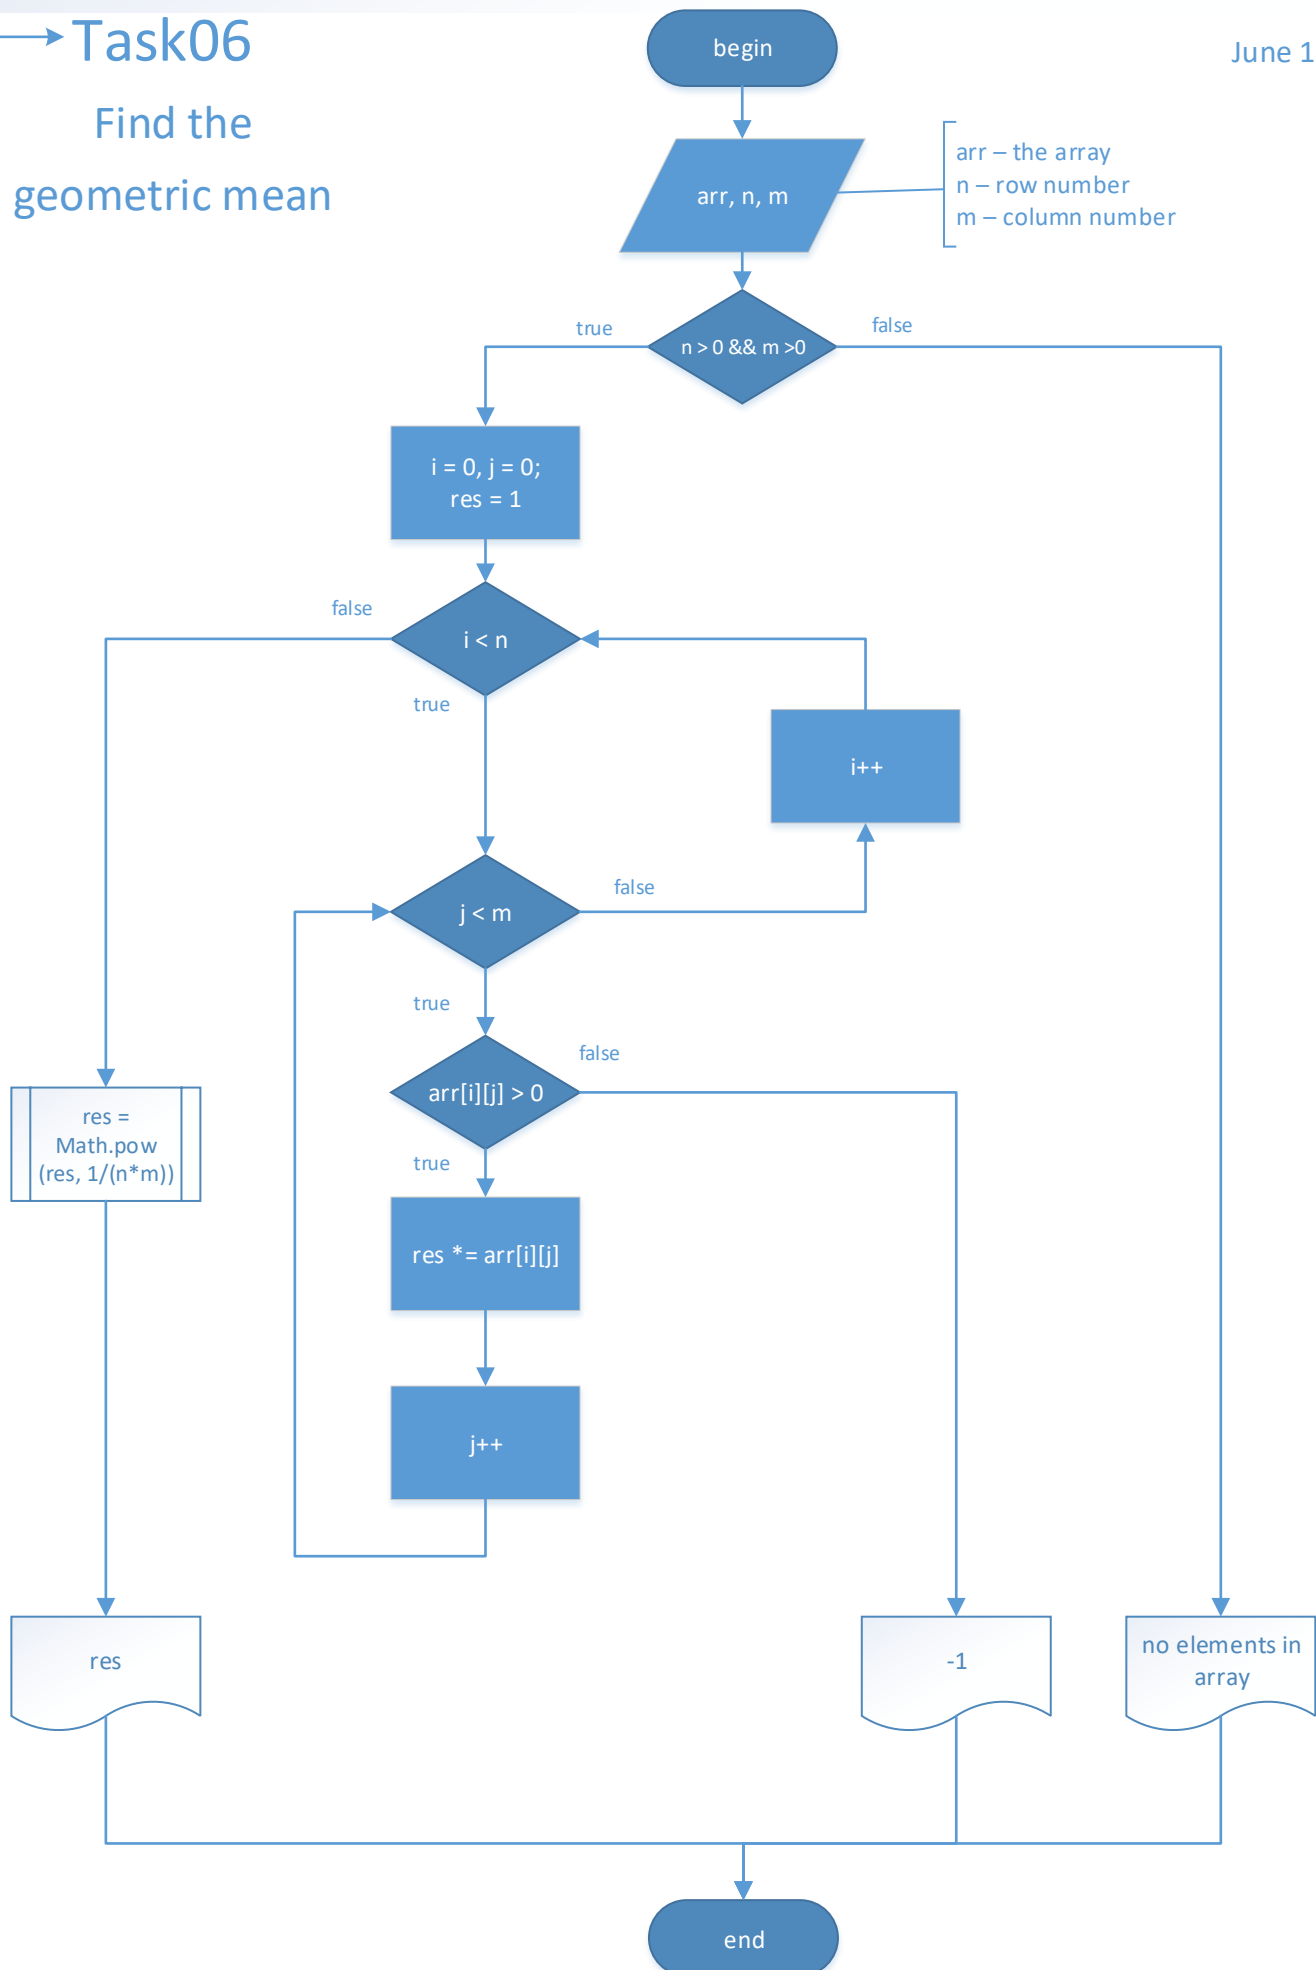 Task06
Find the
geometric mean
June 1
begin
arr, n, m
arr – the array
n – row number
m – column number
n > 0 && m >0
true
false
i = 0, j = 0;
res = 1
i < n
false
true
i++
j < m
false
true
arr[i][j] > 0
false
true
res =
Math.pow
(res, 1/(n*m))
res *= arr[i][j]
j++
res
-1
no elements in
array
end